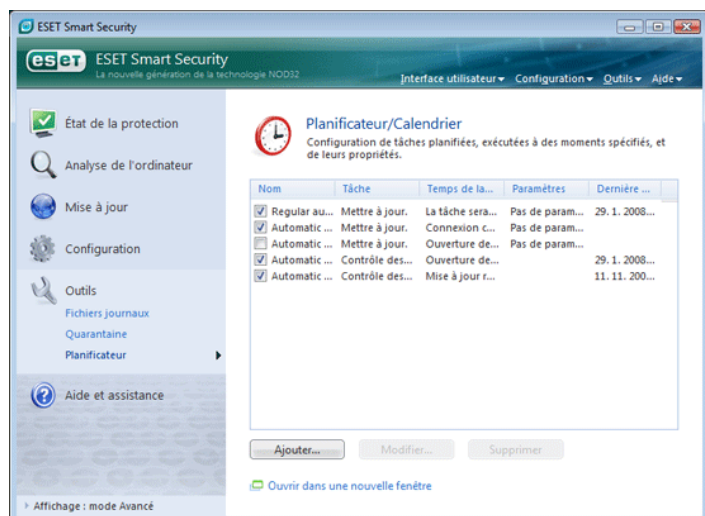 ESET Smart Security
eset ESET Smart Security
La nouvelle génération de la technologie NOD32
Interface utilisateur Configuration Outils Aide
État de la protection
Analyse de l'ordinateur
Mise à jour
Configuration
Outils
Fichiers journaux
Quarantaine
Planificateur
Aide et assistance
Affichage : mode Avancé
Planificateur/Calendrier
Configuration de tâches planifiées, exécutées à des moments spécifiés, et
de leurs propriétés.
Nom Tâche Temps de la... Paramètres Dernière ...
Regular au... Mettre à jour. La tâche sera... Pas de param... 29. 1. 2008...
Automatic ... Mettre à jour. Connexion c... Pas de param...
Automatic ... Mettre à jour. Ouverture de... Pas de param...
Automatic ... Contrôle des... Ouverture de... 29. 1. 2008...
Automatic ... Contrôle des... Mise à jour r... 11. 11. 200...
Ajouter... Modifier... Supprimer
Ouvrir dans une nouvelle fenêtre